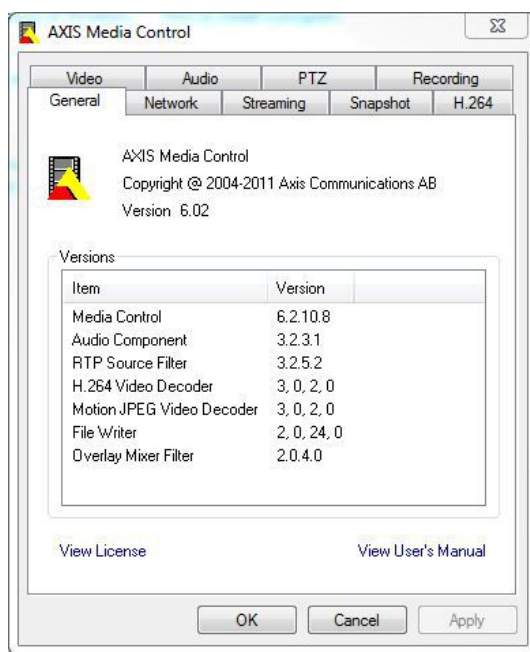 AXIS Media Control
Video Audio PTZ Recording
General Network Streaming Snapshot H.264
AXIS Media Control
Copyright @ 2004-2011 Axis Communications AB
Version 6.02
Versions
Item Version
Media Control 6.2.10.8
Audio Component 3.2.3.1
RTP Source Filter 3.2.5.2
H.264 Video Decoder 3, 0, 2, 0
Motion JPEG Video Decoder 3, 0, 2, 0
File Writer 2, 0, 24, 0
Overlay Mixer Filter 2.0.4.0
View License View User's Manual
OK Cancel Apply